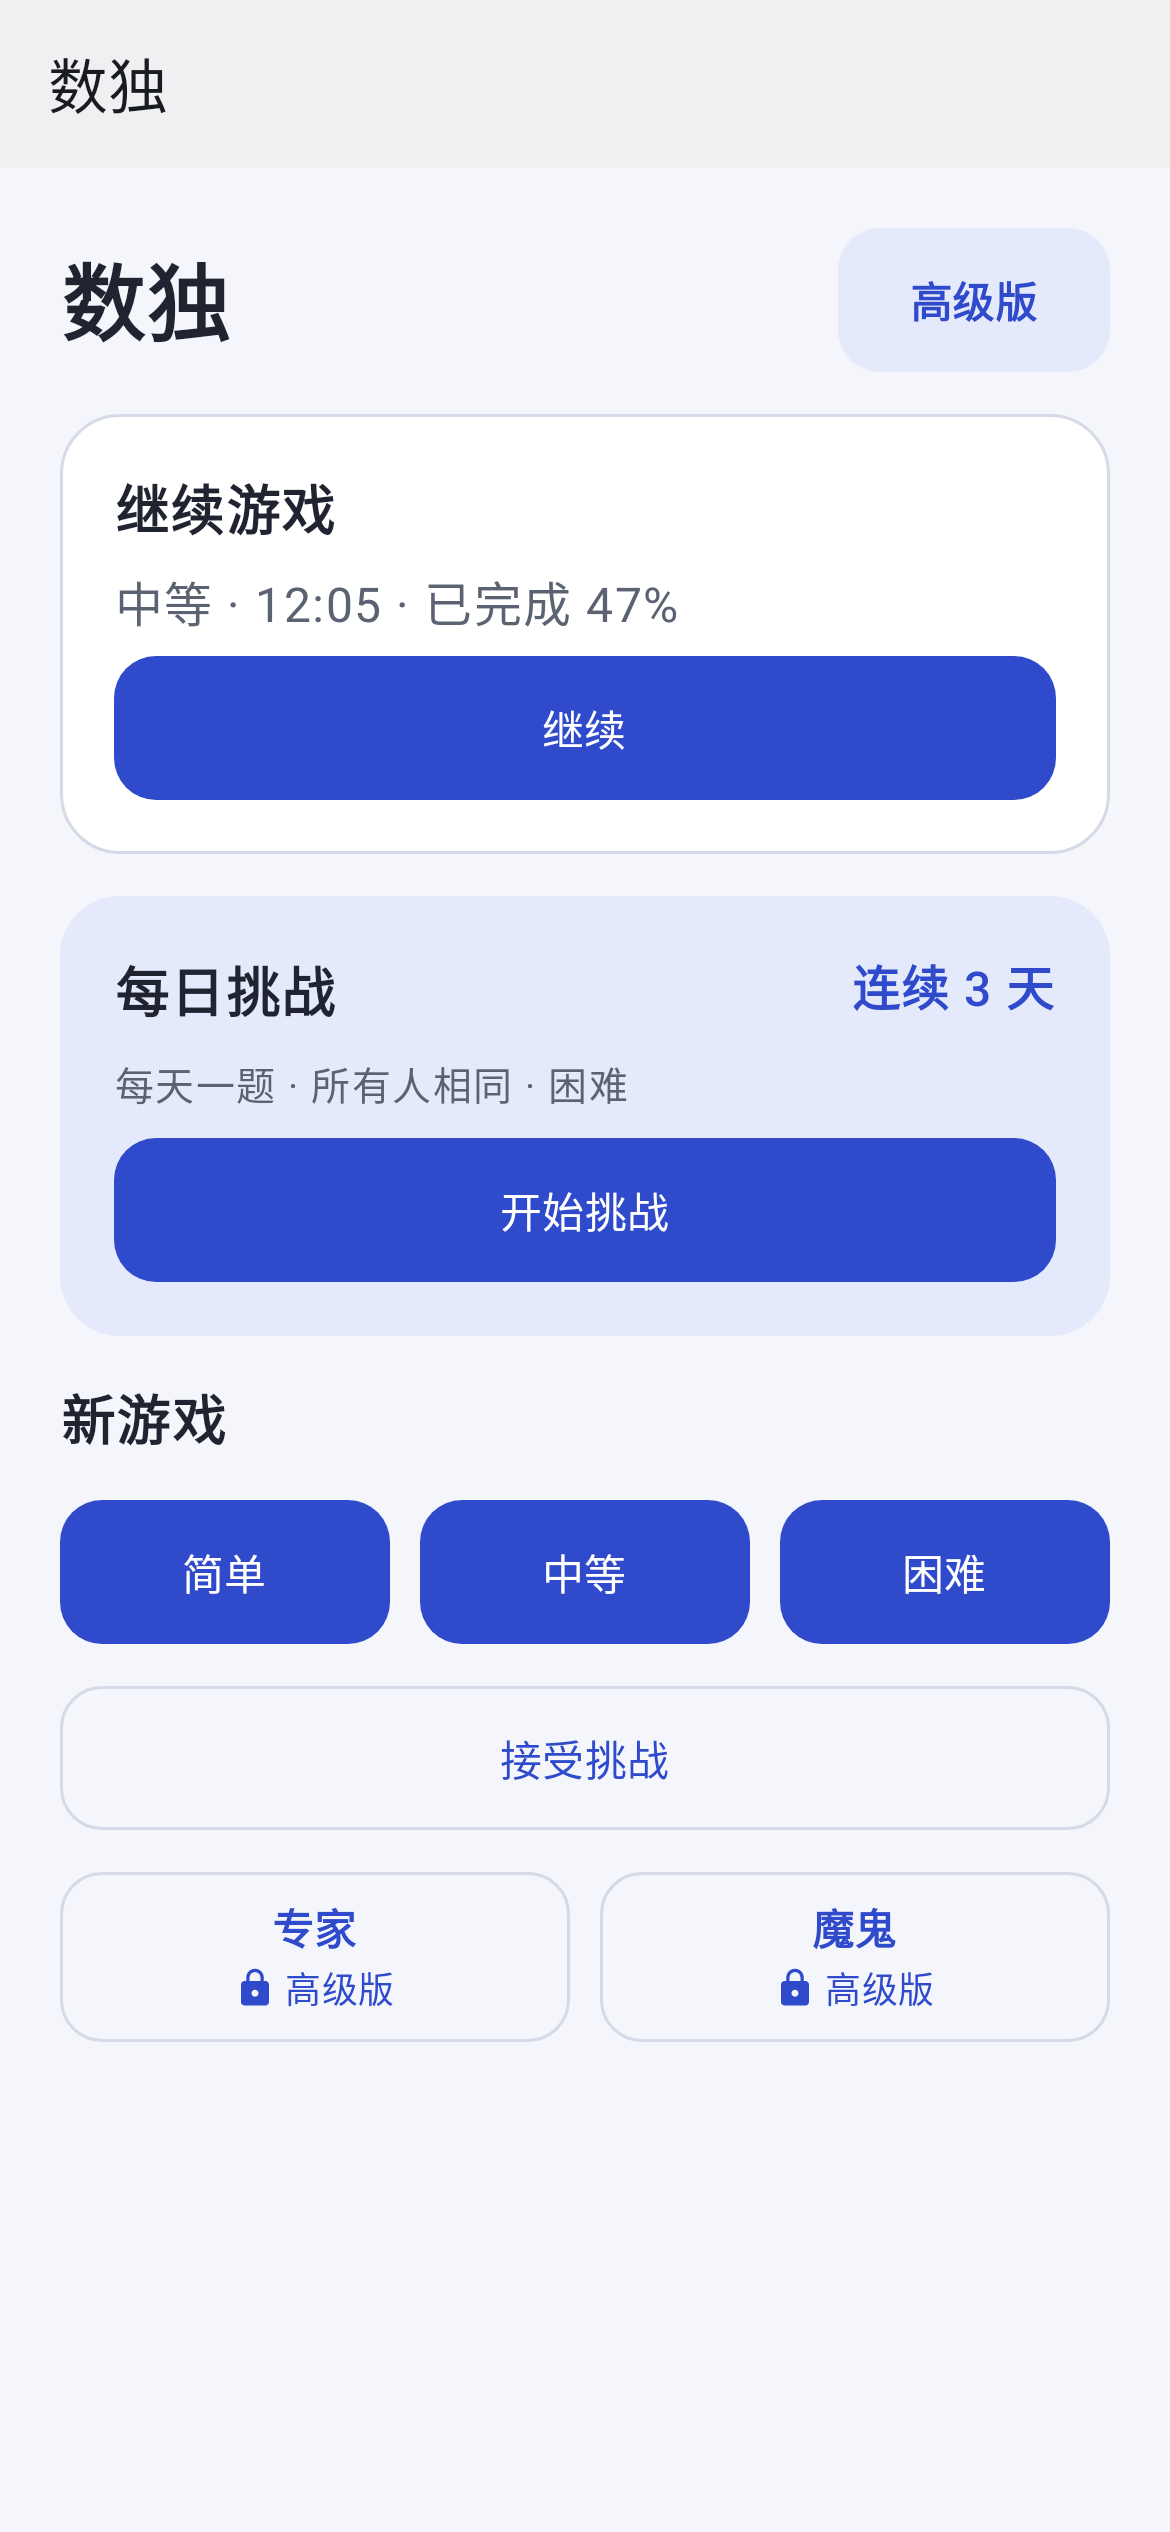 数独
数独
高级版
继续游戏
中等 · 12:05 · 已完成 47%
继续
每日挑战
连续 3 天
每天一题 · 所有人相同 · 困难
开始挑战
新游戏
简单
中等
困难
接受挑战
专家
高级版
魔鬼
高级版